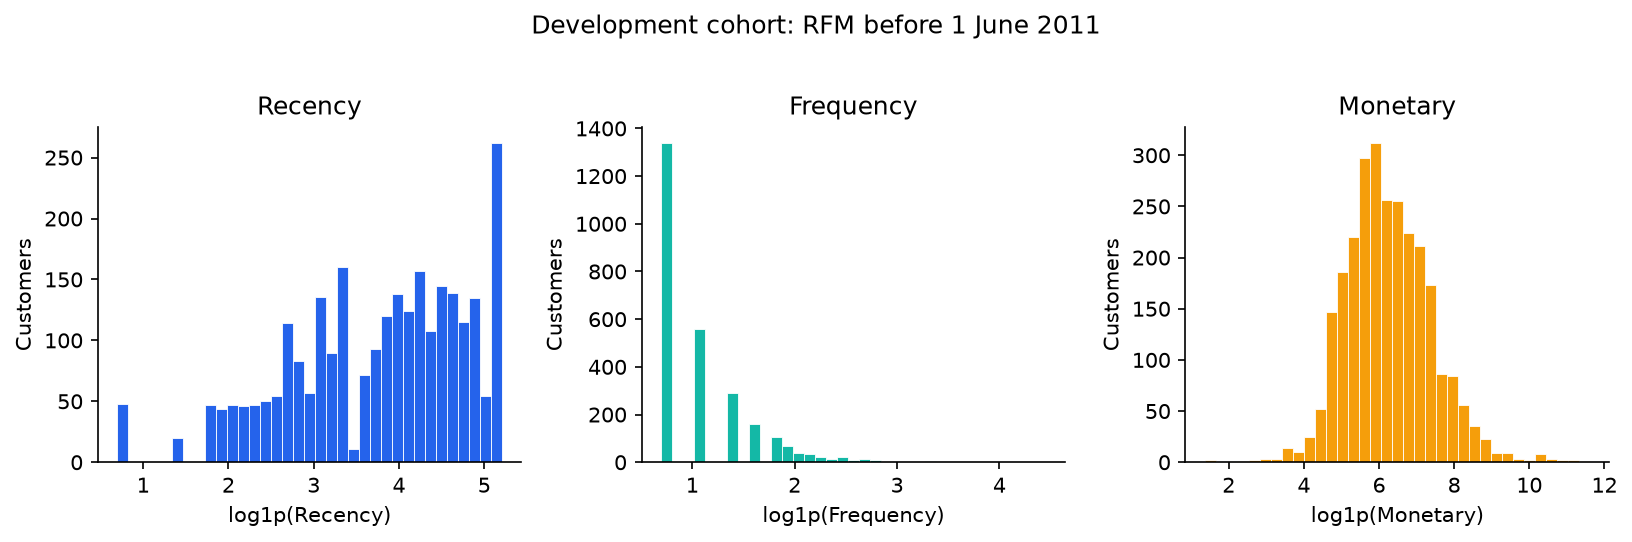 Development cohort: RFM before 1 June 2011
Recency
Customers
250
200
150
100
50
0
1 2 3 4 5
log1p(Recency)
Frequency
Customers
1400
1200
1000
800
600
400
200
0
1 2 3 4
log1p(Frequency)
Monetary
Customers
300
250
200
150
100
50
0
2 4 6 8 10 12
log1p(Monetary)